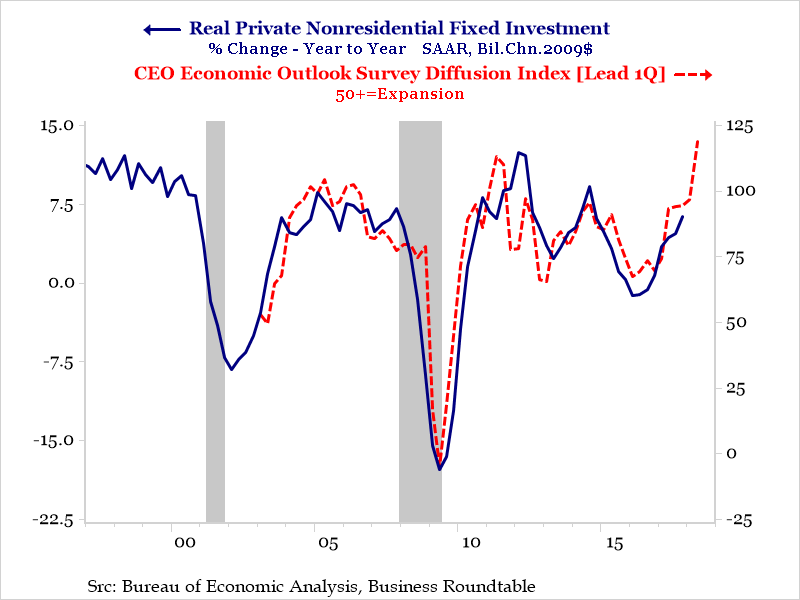 Real Private Nonresidential Fixed Investment
% Change - Year to Year SAAR, Bil.Chn.2009$
CEO Economic Outlook Survey Diffusion Index [Lead 1Q]
50+=Expansion
15.0 125
7.5 100
0.0 75
-7.5 50
-15.0 25
-22.5 0
-25
00 05 10 15
Src: Bureau of Economic Analysis, Business Roundtable